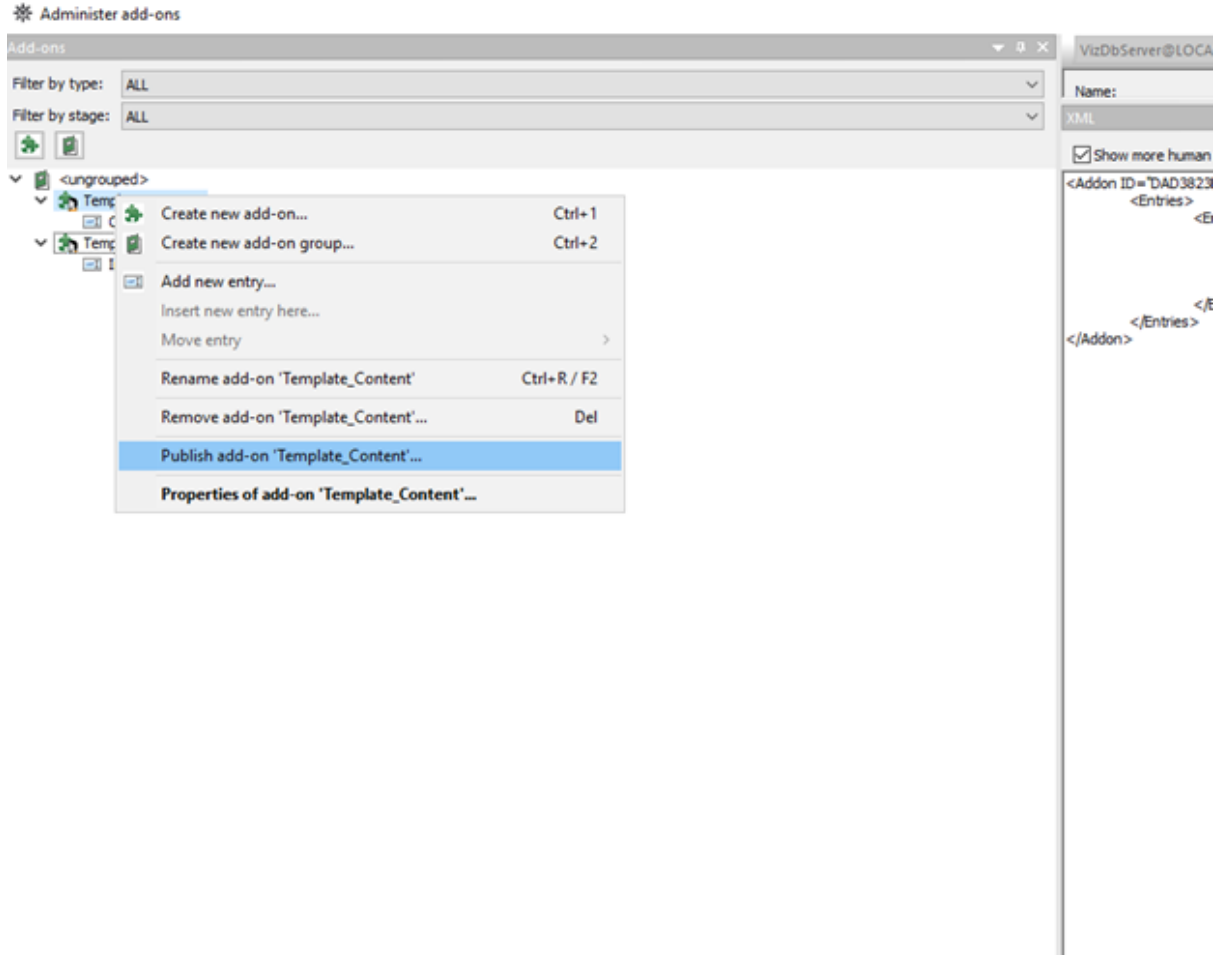 Administer add-ons
Add-ons
Filter by type: ALL
Filter by stage: ALL
<ungrouped>
Create new add-on... Ctrl+1
Create new add-on group... Ctrl+2
Add new entry...
Insert new entry here...
Move entry
Rename add-on 'Template_Content' Ctrl+R / F2
Remove add-on 'Template_Content'... Del
Publish add-on 'Template_Content'...
Properties of add-on 'Template_Content'...
VizDbServer@LOCA
Name:
XML
Show more human
<Addon ID="DAD3823
<Entries>
</Entries>
</Addon>